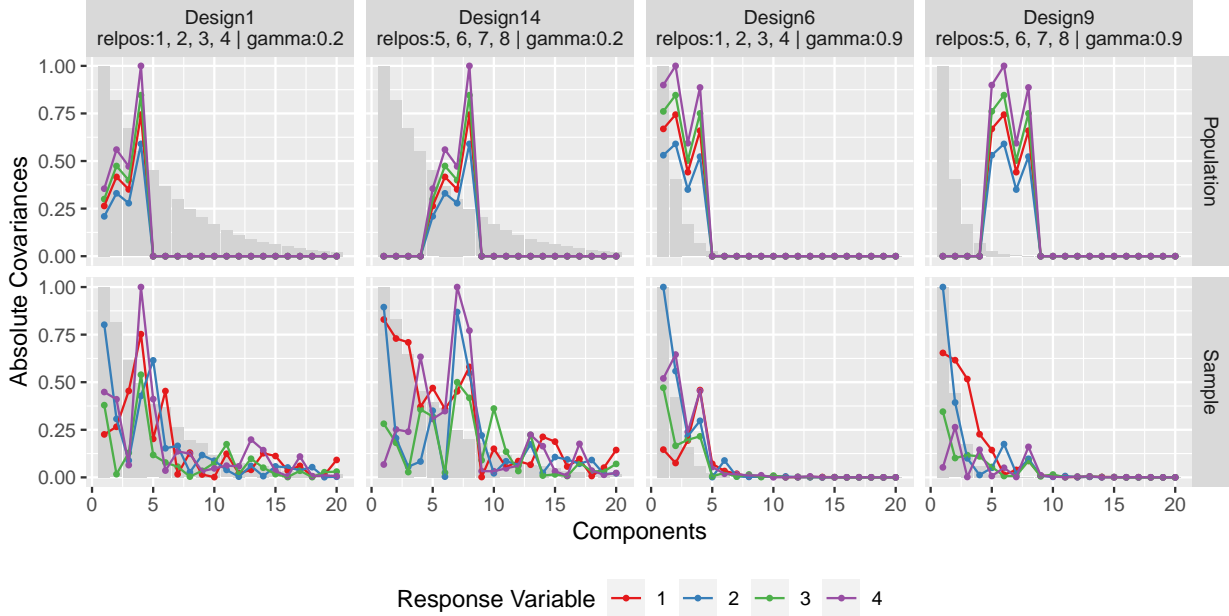 Design1
relpos:1, 2, 3, 4 | gamma:0.2
Design14
relpos:5, 6, 7, 8 | gamma:0.2
Design6
relpos:1, 2, 3, 4 | gamma:0.9
Design9
relpos:5, 6, 7, 8 | gamma:0.9
Absolute Covariances
1.00
0.75
0.50
0.25
0.00
Population
1.00
0.75
0.50
0.25
0.00
Sample
0 5 10 15 20
0 5 10 15 20
0 5 10 15 20
0 5 10 15 20
Components
Response Variable 1 2 3 4